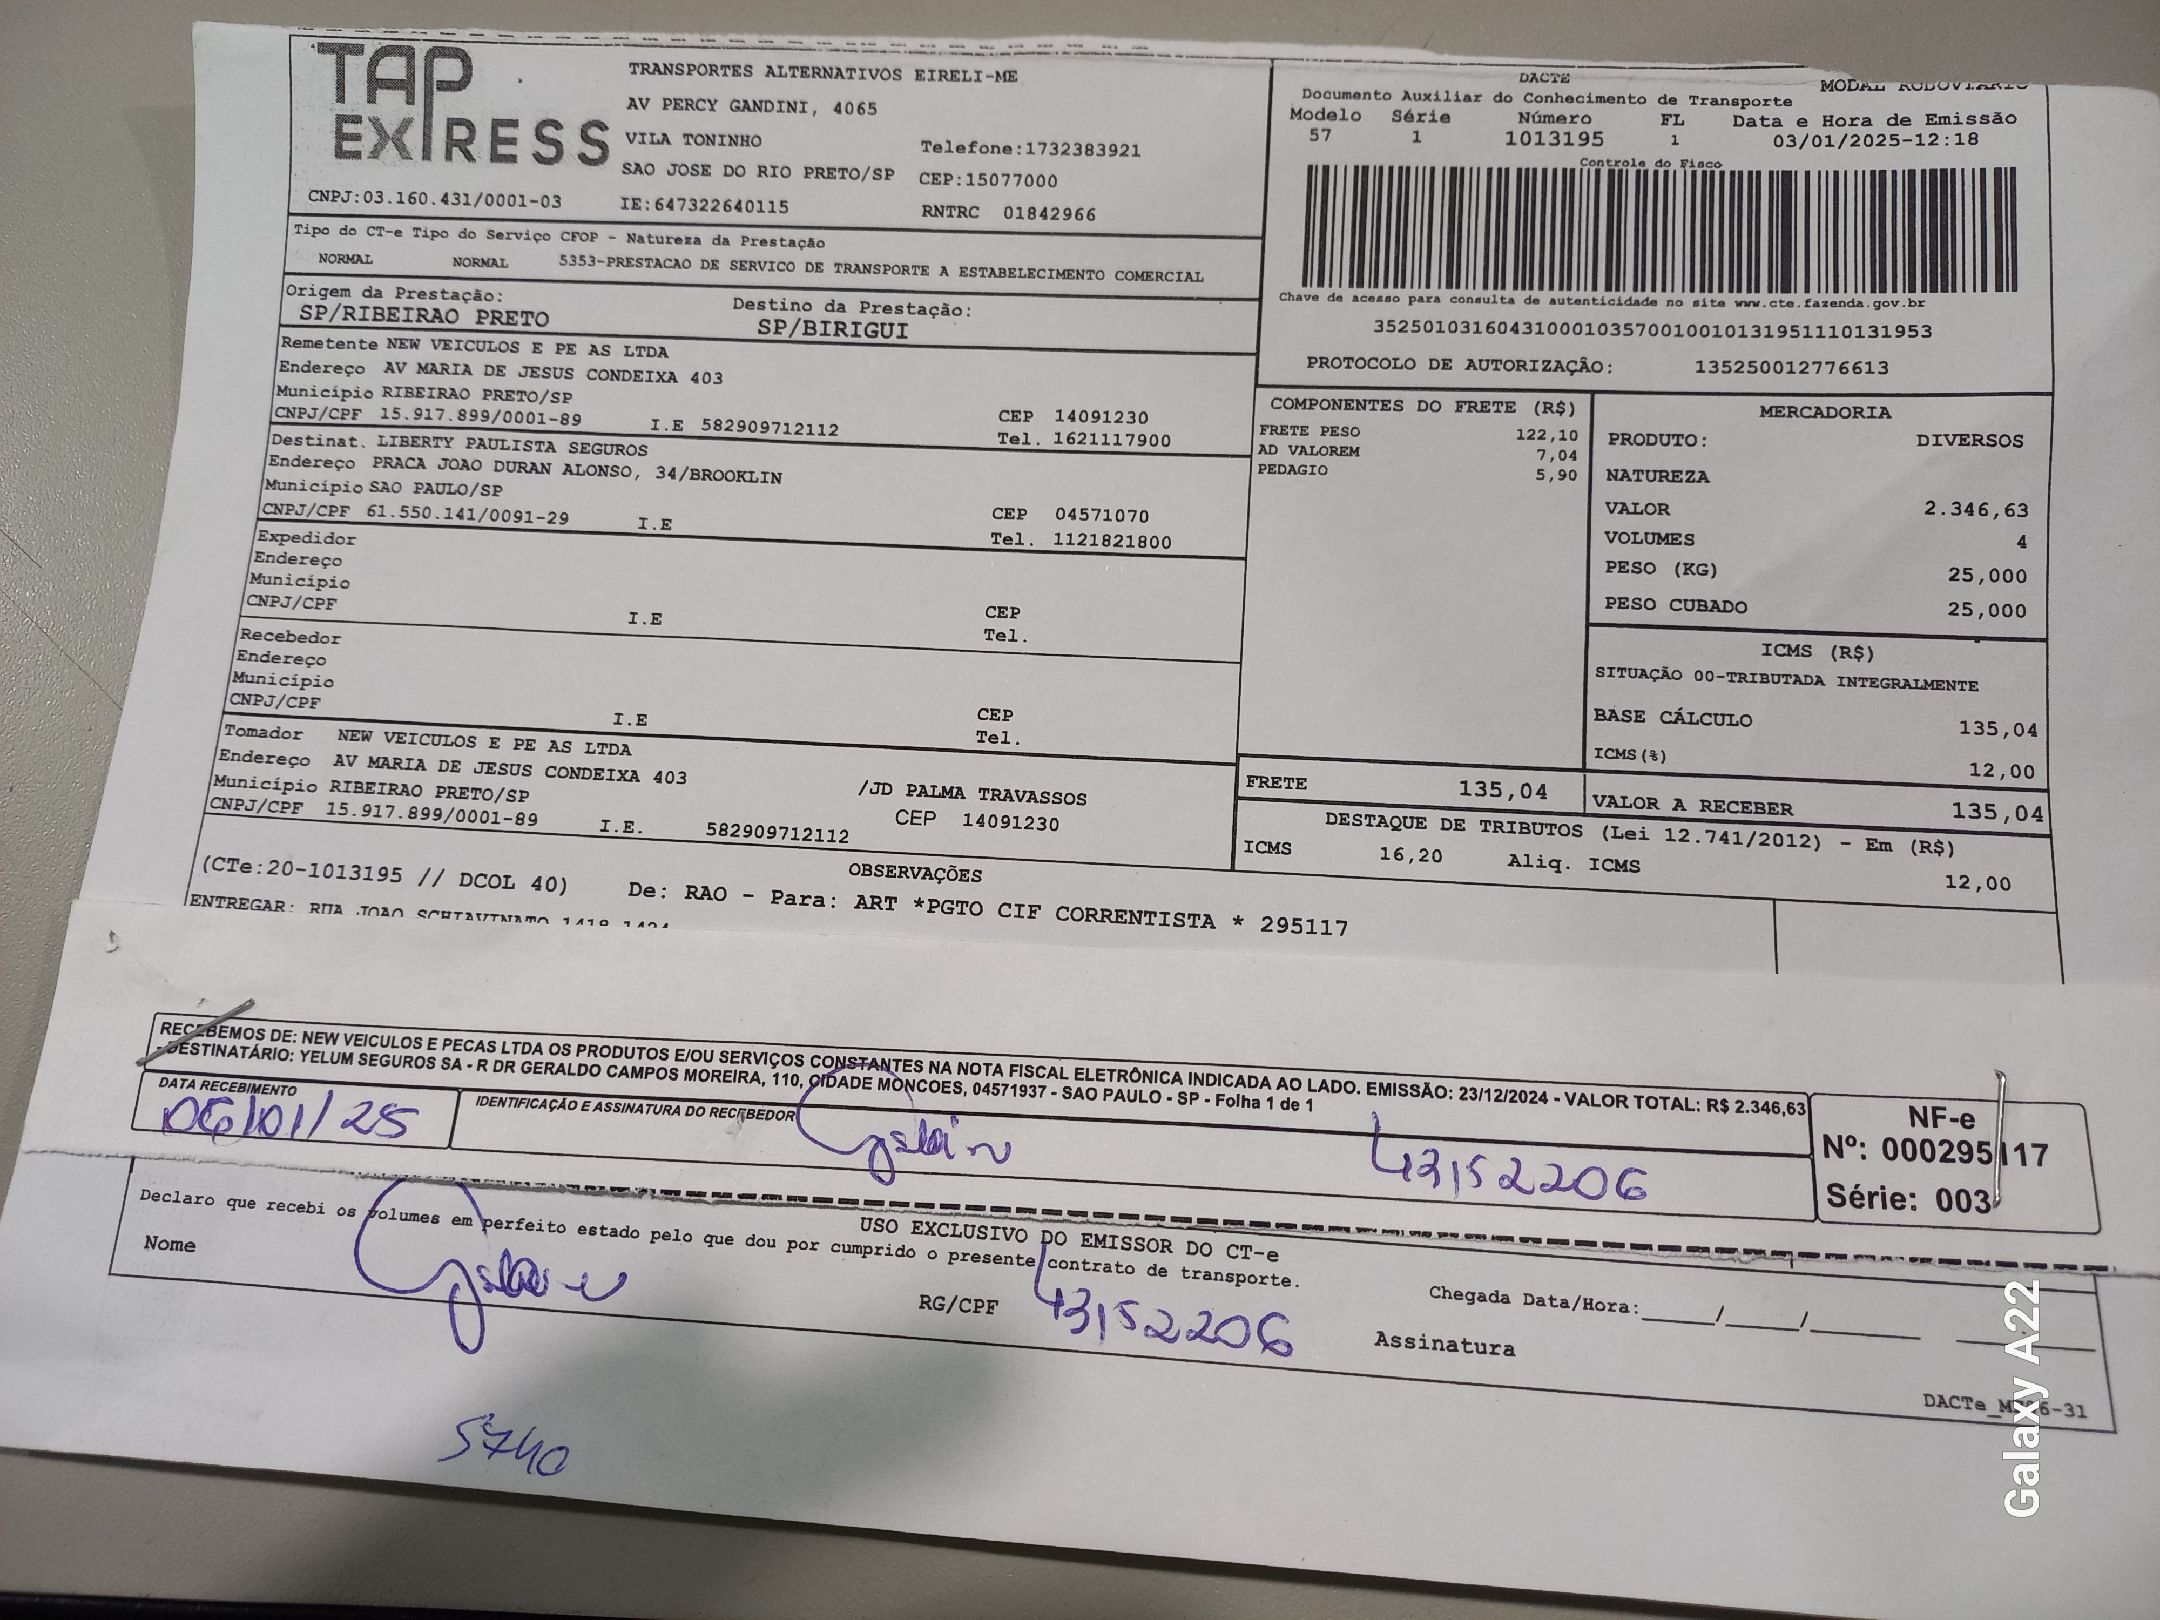 TAP EXPRESS
TRANSPORTES ALTERNATIVOS EIRELI-ME
AV PERCY GANDINI, 4065
VILA TONINHO Telefone:1732383921
SAO JOSE DO RIO PRETO/SP CEP:15077000
CNPJ:03.160.431/0001-03 IE:647322640115 RNTRC 01842966
DACTE MODAL RODOVIARIO
Documento Auxiliar do Conhecimento de Transporte
Modelo Série Número FL Data e Hora de Emissão
57 1 1013195 1 03/01/2025-12:18
Controle do Fisco
Chave de acesso para consulta de autenticidade no site www.cte.fazenda.gov.br
35250103160431000103570010010131951110131953
PROTOCOLO DE AUTORIZAÇÃO: 135250012776613
Tipo do CT-e Tipo do Serviço CFOP - Natureza da Prestação
NORMAL NORMAL 5353-PRESTACAO DE SERVICO DE TRANSPORTE A ESTABELECIMENTO COMERCIAL
Origem da Prestação: Destino da Prestação:
SP/RIBEIRAO PRETO SP/BIRIGUI
Remetente NEW VEICULOS E PE AS LTDA
Endereço AV MARIA DE JESUS CONDEIXA 403
Município RIBEIRAO PRETO/SP CEP 14091230
CNPJ/CPF 15.917.899/0001-89 I.E 582909712112 Tel. 1621117900
Destinat. LIBERTY PAULISTA SEGUROS
Endereço PRACA JOAO DURAN ALONSO, 34/BROOKLIN
Município SAO PAULO/SP CEP 04571070
CNPJ/CPF 61.550.141/0091-29 I.E Tel. 1121821800
Expedidor
Endereço
Município CEP
CNPJ/CPF I.E Tel.
Recebedor
Endereço
Município CEP
CNPJ/CPF I.E Tel.
Tomador NEW VEICULOS E PE AS LTDA
Endereço AV MARIA DE JESUS CONDEIXA 403 /JD PALMA TRAVASSOS
Município RIBEIRAO PRETO/SP CEP 14091230
CNPJ/CPF 15.917.899/0001-89 I.E. 582909712112
COMPONENTES DO FRETE (R$)
FRETE PESO 122,10
AD VALOREM 7,04
PEDAGIO 5,90
MERCADORIA
PRODUTO: DIVERSOS
NATUREZA
VALOR 2.346,63
VOLUMES 4
PESO (KG) 25,000
PESO CUBADO 25,000
ICMS (R$)
SITUAÇÃO 00-TRIBUTADA INTEGRALMENTE
BASE CÁLCULO 135,04
ICMS(%) 12,00
FRETE 135,04 VALOR A RECEBER 135,04
DESTAQUE DE TRIBUTOS (Lei 12.741/2012) - Em (R$)
ICMS 16,20 Aliq. ICMS 12,00
OBSERVAÇÕES
(CTe:20-1013195 // DCOL 40) De: RAO - Para: ART *PGTO CIF CORRENTISTA * 295117
ENTREGAR: RUA JOAO SCHIAVINATO 1418 1424
RECEBEMOS DE: NEW VEICULOS E PECAS LTDA OS PRODUTOS E/OU SERVIÇOS CONSTANTES NA NOTA FISCAL ELETRÔNICA INDICADA AO LADO. EMISSÃO: 23/12/2024 - VALOR TOTAL: R$ 2.346,63
- DESTINATÁRIO: YELUM SEGUROS SA - R DR GERALDO CAMPOS MOREIRA, 110, CIDADE MONCOES, 04571937 - SAO PAULO - SP - Folha 1 de 1
DATA RECEBIMENTO IDENTIFICAÇÃO E ASSINATURA DO RECEBEDOR
06/01/25 43152206
NF-e
Nº: 000295117
Série: 003
USO EXCLUSIVO DO EMISSOR DO CT-e
Declaro que recebi os volumes em perfeito estado pelo que dou por cumprido o presente contrato de transporte.
Nome RG/CPF 43152206 Chegada Data/Hora:____/____/______
Assinatura
5740
Galaxy A22